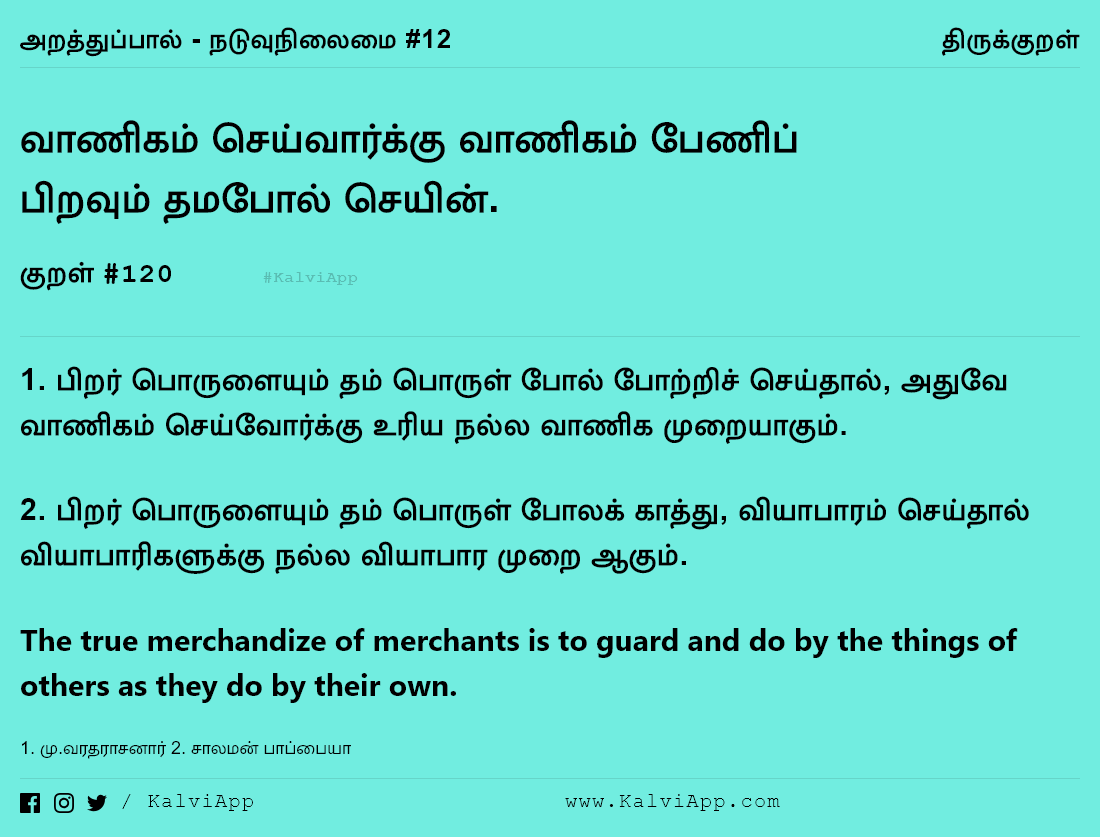 அறத்துப்பால் - நடுவுநிலைமை #12
திருக்குறள்
வாணிகம் செய்வார்க்கு வாணிகம் பேணிப்
பிறவும் தமபோல் செயின்.
குறள் #120
#KalviApp
1. பிறர் பொருளையும் தம் பொருள் போல் போற்றிச் செய்தால், அதுவே
வாணிகம் செய்வோர்க்கு உரிய நல்ல வாணிக முறையாகும்.
2. பிறர் பொருளையும் தம் பொருள் போலக் காத்து, வியாபாரம் செய்தால்
வியாபாரிகளுக்கு நல்ல வியாபார முறை ஆகும்.
The true merchandize of merchants is to guard and do by the things of
others as they do by their own.
1. மு.வரதராசனார் 2. சாலமன் பாப்பையா
/ KalviApp
www.KalviApp.com